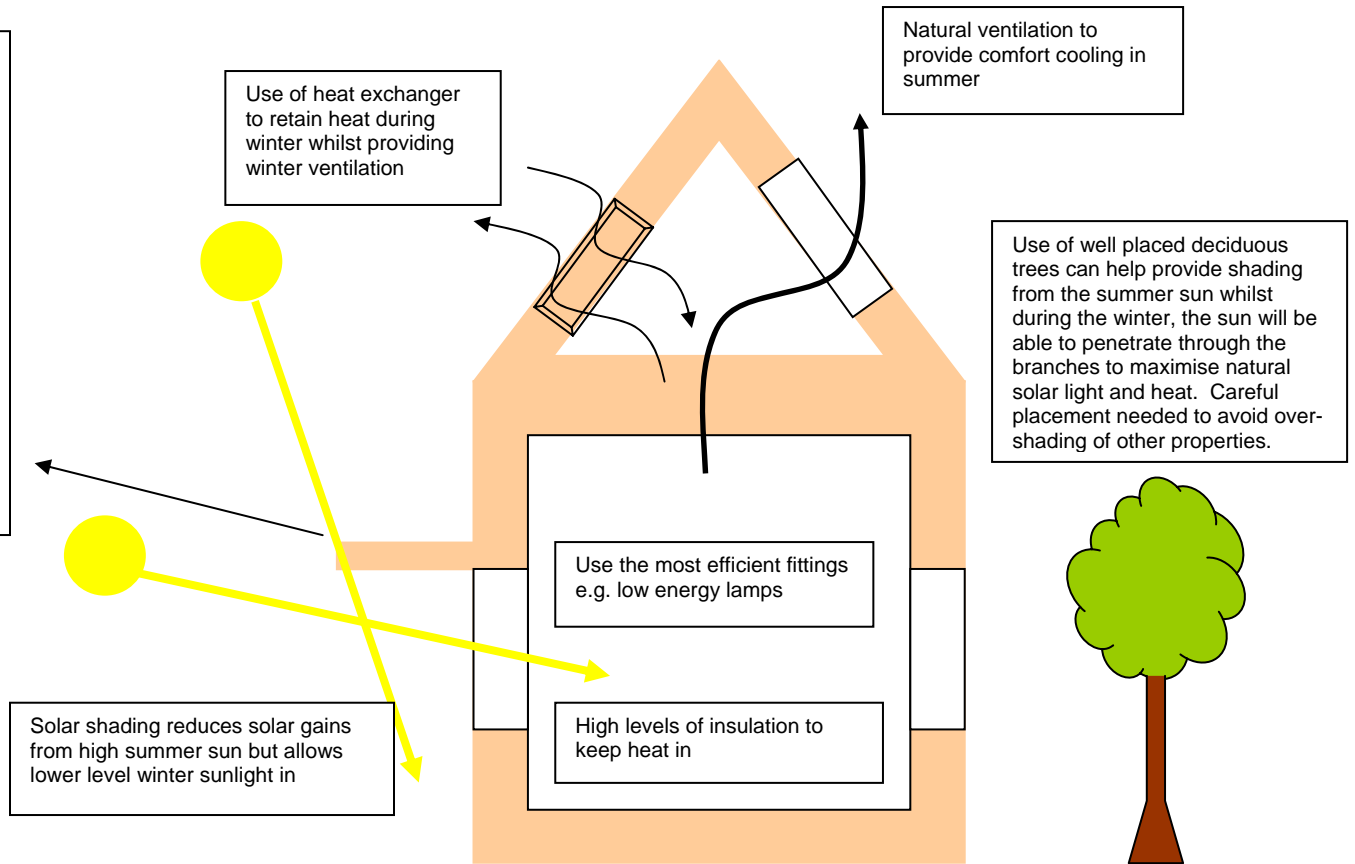 Natural ventilation to
provide comfort cooling in
summer
Use of heat exchanger
to retain heat during
winter whilst providing
winter ventilation
Use of well placed deciduous
trees can help provide shading
from the summer sun whilst
during the winter, the sun will be
able to penetrate through the
branches to maximise natural
solar light and heat.  Careful
placement needed to avoid over-
shading of other properties.
Use the most efficient fittings
e.g. low energy lamps
Solar shading reduces solar gains
from high summer sun but allows
lower level winter sunlight in
High levels of insulation to
keep heat in